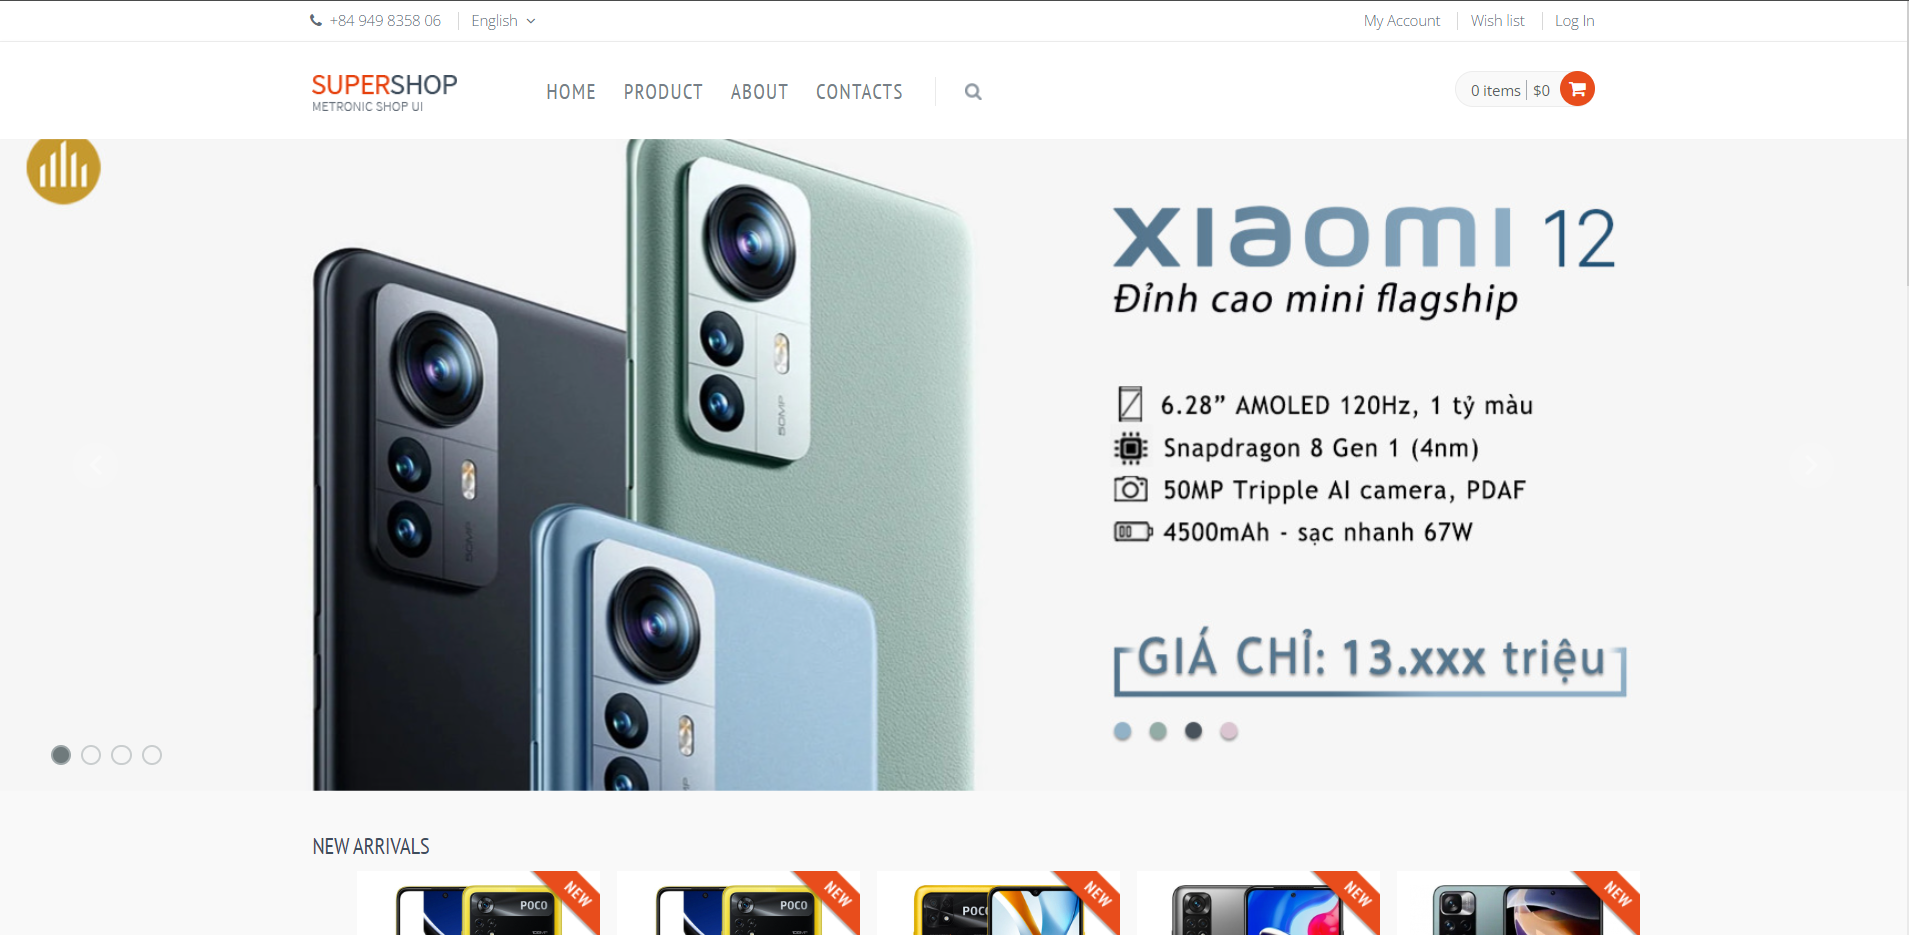 +84 949 8358 06
English
My Account
Wish list
Log In
SUPERSHOP
METRONIC SHOP UI
HOME
PRODUCT
ABOUT
CONTACTS
0 items
$0
xiaomi 12
Đỉnh cao mini flagship
6.28” AMOLED 120Hz, 1 tỷ màu
Snapdragon 8 Gen 1 (4nm)
50MP Tripple AI camera, PDAF
4500mAh - sạc nhanh 67W
GIÁ CHỈ: 13.xxx triệu
50MP
50MP
NEW ARRIVALS
NEW
NEW
NEW
NEW
NEW
POCO
POCO
POC